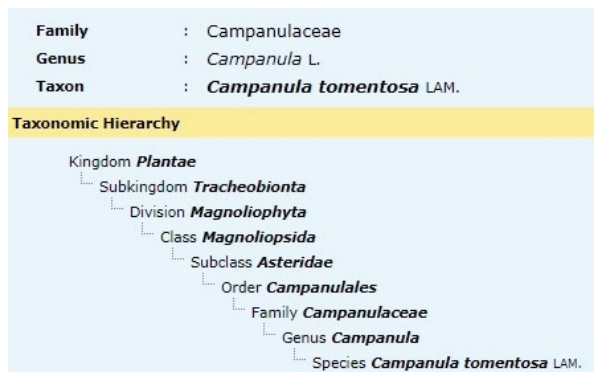 Family : Campanulaceae
Genus : Campanula L.
Taxon : Campanula tomentosa LAM.
Taxonomic Hierarchy
Kingdom Plantae
Subkingdom Tracheobionta
Division Magnoliophyta
Class Magnoliopsida
Subclass Asteridae
Order Campanulales
Family Campanulaceae
Genus Campanula
Species Campanula tomentosa LAM.